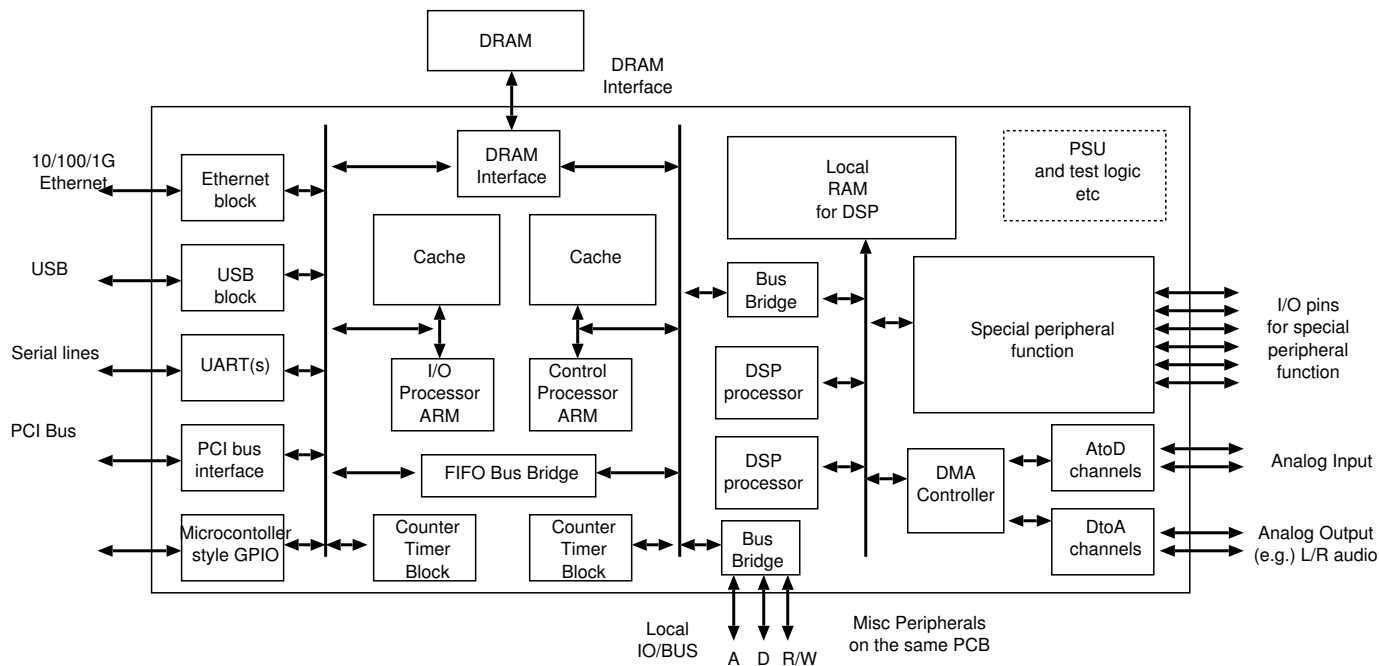 DRAM
DRAM
Interface
10/100/1G
Ethernet
Ethernet
block
DRAM
Interface
Local
RAM
for DSP
PSU
and test logic
etc
USB
USB
block
Cache
Cache
Bus
Bridge
Special peripheral
function
I/O pins
for special
peripheral
function
Serial lines
UART(s)
I/O
Processor
ARM
Control
Processor
ARM
DSP
processor
PCI Bus
PCI bus
interface
FIFO Bus Bridge
DSP
processor
DMA
Controller
AtoD
channels
Analog Input
Microcontoller
style GPIO
Counter
Timer
Block
Counter
Timer
Block
Bus
Bridge
DtoA
channels
Analog Output
(e.g.) L/R audio
Local
IO/BUS
A D R/W
Misc Peripherals
on the same PCB